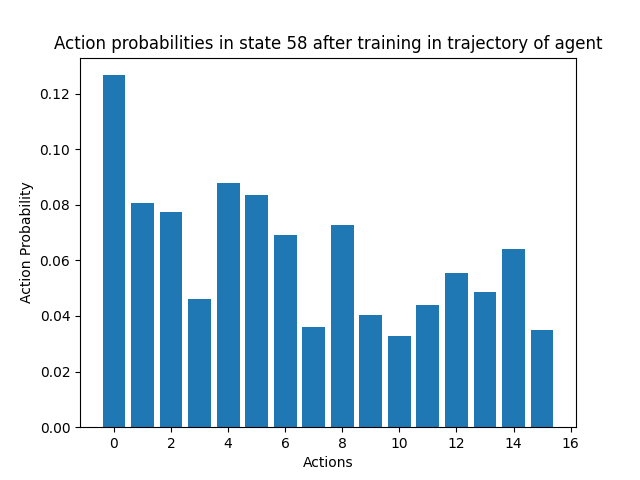 Action probabilities in state 58 after training in trajectory of agent
0.12
0.10
0.08
0.06
0.04
0.02
0.00
Action Probability
0 2 4 6 8 10 12 14 16
Actions